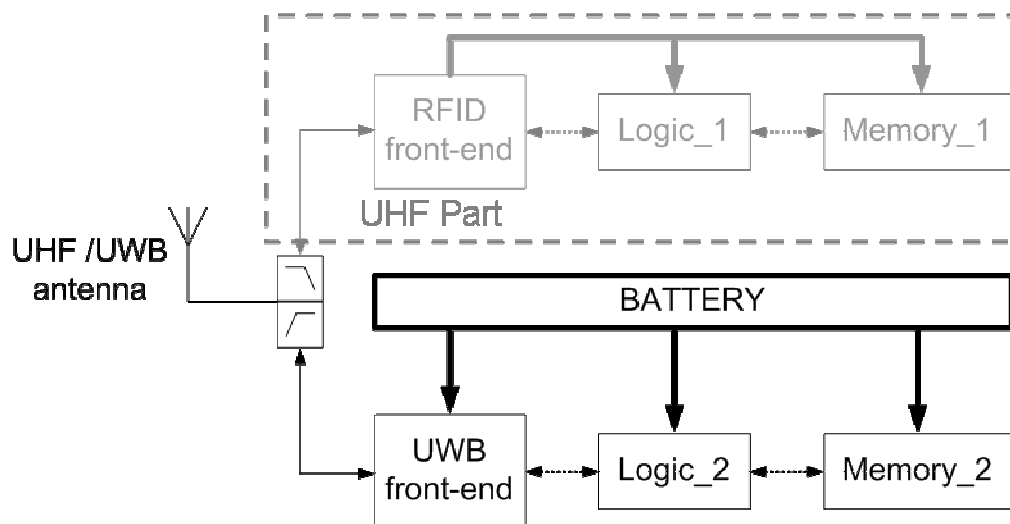 RFID
front-end
Logic_1
Memory_1
UHF Part
UHF /UWB
antenna
BATTERY
UWB
front-end
Logic_2
Memory_2